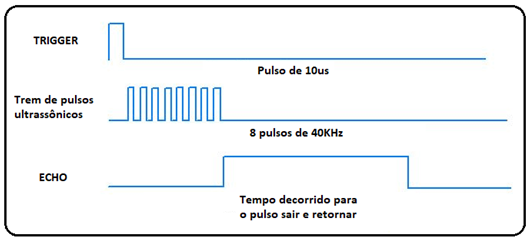 TRIGGER
Pulso de 10us
Trem de pulsos
ultrassônicos
8 pulsos de 40KHz
ECHO
Tempo decorrido para
o pulso sair e retornar